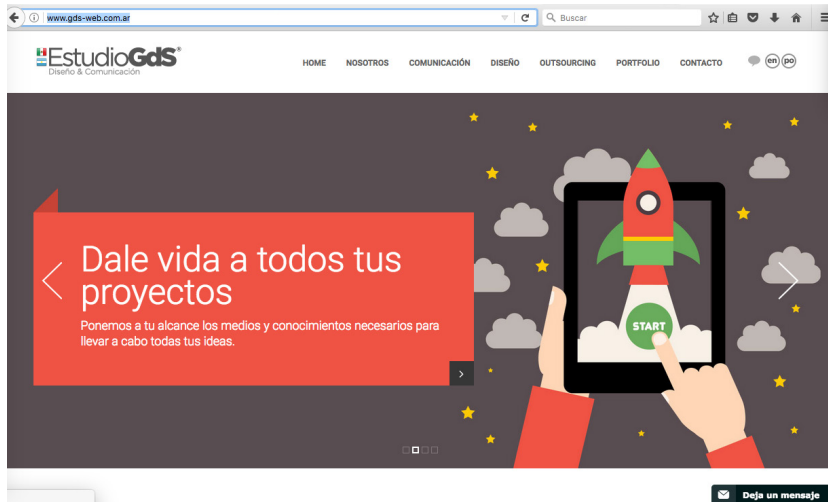 www.gds-web.com.ar
Buscar
EstudioGdS®
Diseño & Comunicación
HOME NOSOTROS COMUNICACIÓN DISEÑO OUTSOURCING PORTFOLIO CONTACTO en po
Dale vida a todos tus
proyectos
Ponemos a tu alcance los medios y conocimientos necesarios para
llevar a cabo todas tus ideas.
START
Deja un mensaje